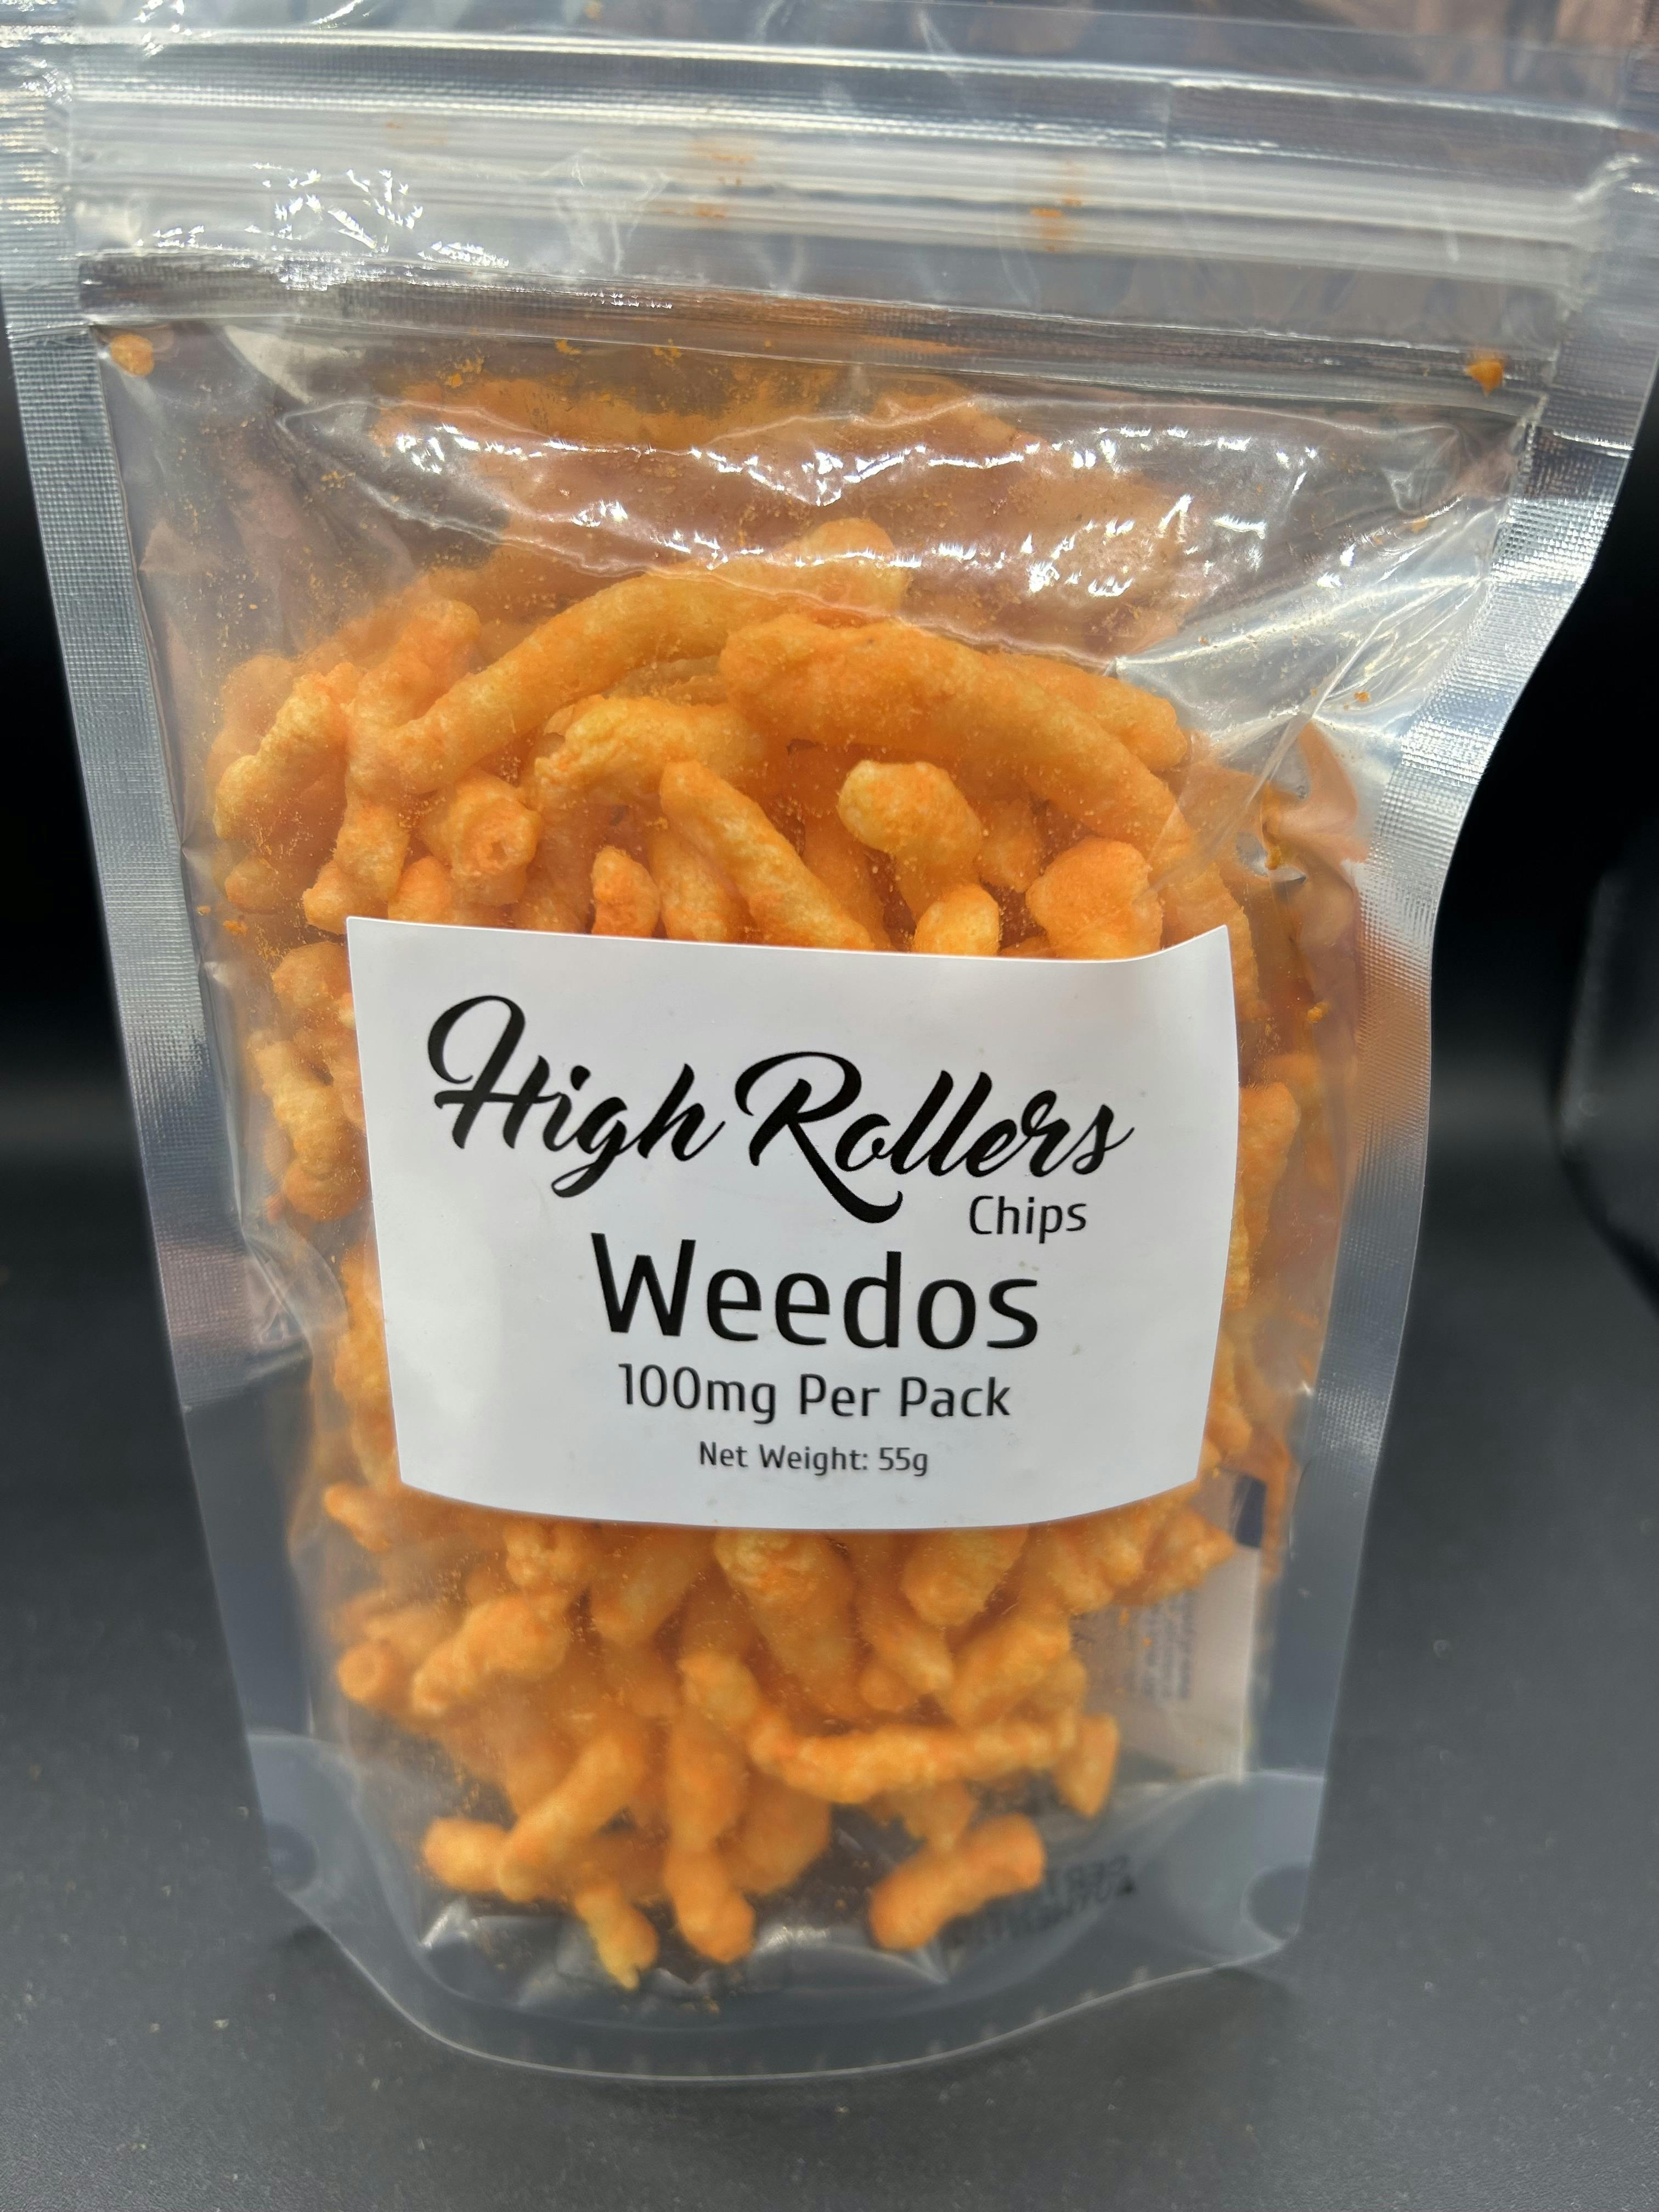 High Rollers
Chips
Weedos
100mg Per Pack
Net Weight: 55g